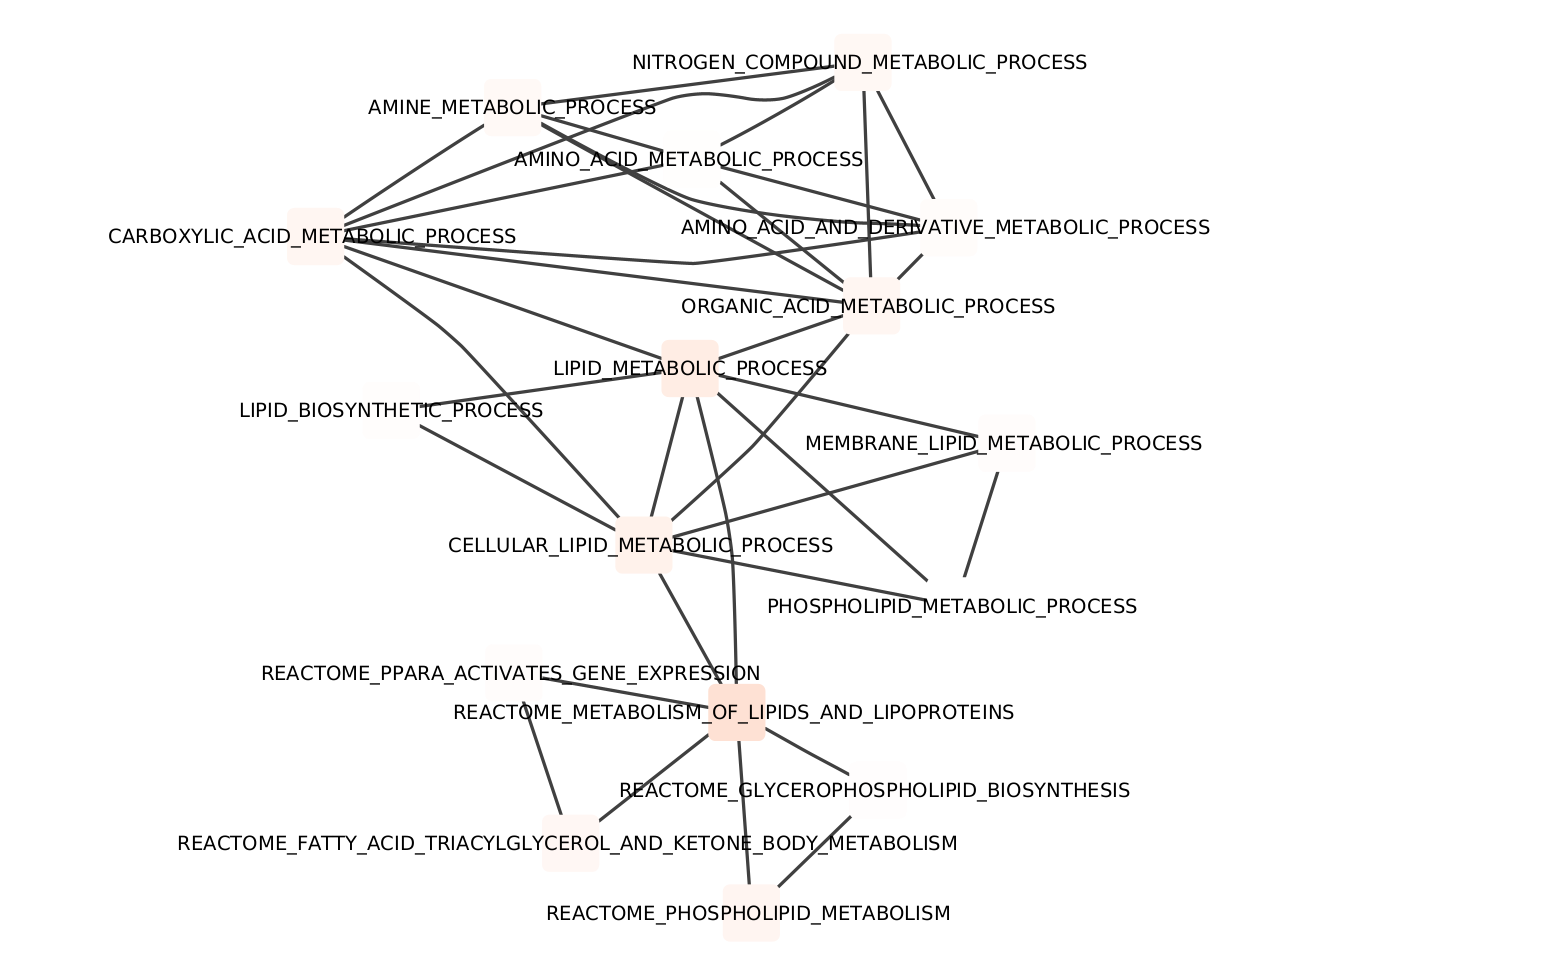 NITROGEN_COMPOUND_METABOLIC_PROCESS
AMINE_METABOLIC_PROCESS
AMINO_ACID_METABOLIC_PROCESS
AMINO_ACID_AND_DERIVATIVE_METABOLIC_PROCESS
CARBOXYLIC_ACID_METABOLIC_PROCESS
ORGANIC_ACID_METABOLIC_PROCESS
LIPID_METABOLIC_PROCESS
LIPID_BIOSYNTHETIC_PROCESS
MEMBRANE_LIPID_METABOLIC_PROCESS
CELLULAR_LIPID_METABOLIC_PROCESS
PHOSPHOLIPID_METABOLIC_PROCESS
REACTOME_PPARA_ACTIVATES_GENE_EXPRESSION
REACTOME_METABOLISM_OF_LIPIDS_AND_LIPOPROTEINS
REACTOME_GLYCEROPHOSPHOLIPID_BIOSYNTHESIS
REACTOME_FATTY_ACID_TRIACYLGLYCEROL_AND_KETONE_BODY_METABOLISM
REACTOME_PHOSPHOLIPID_METABOLISM